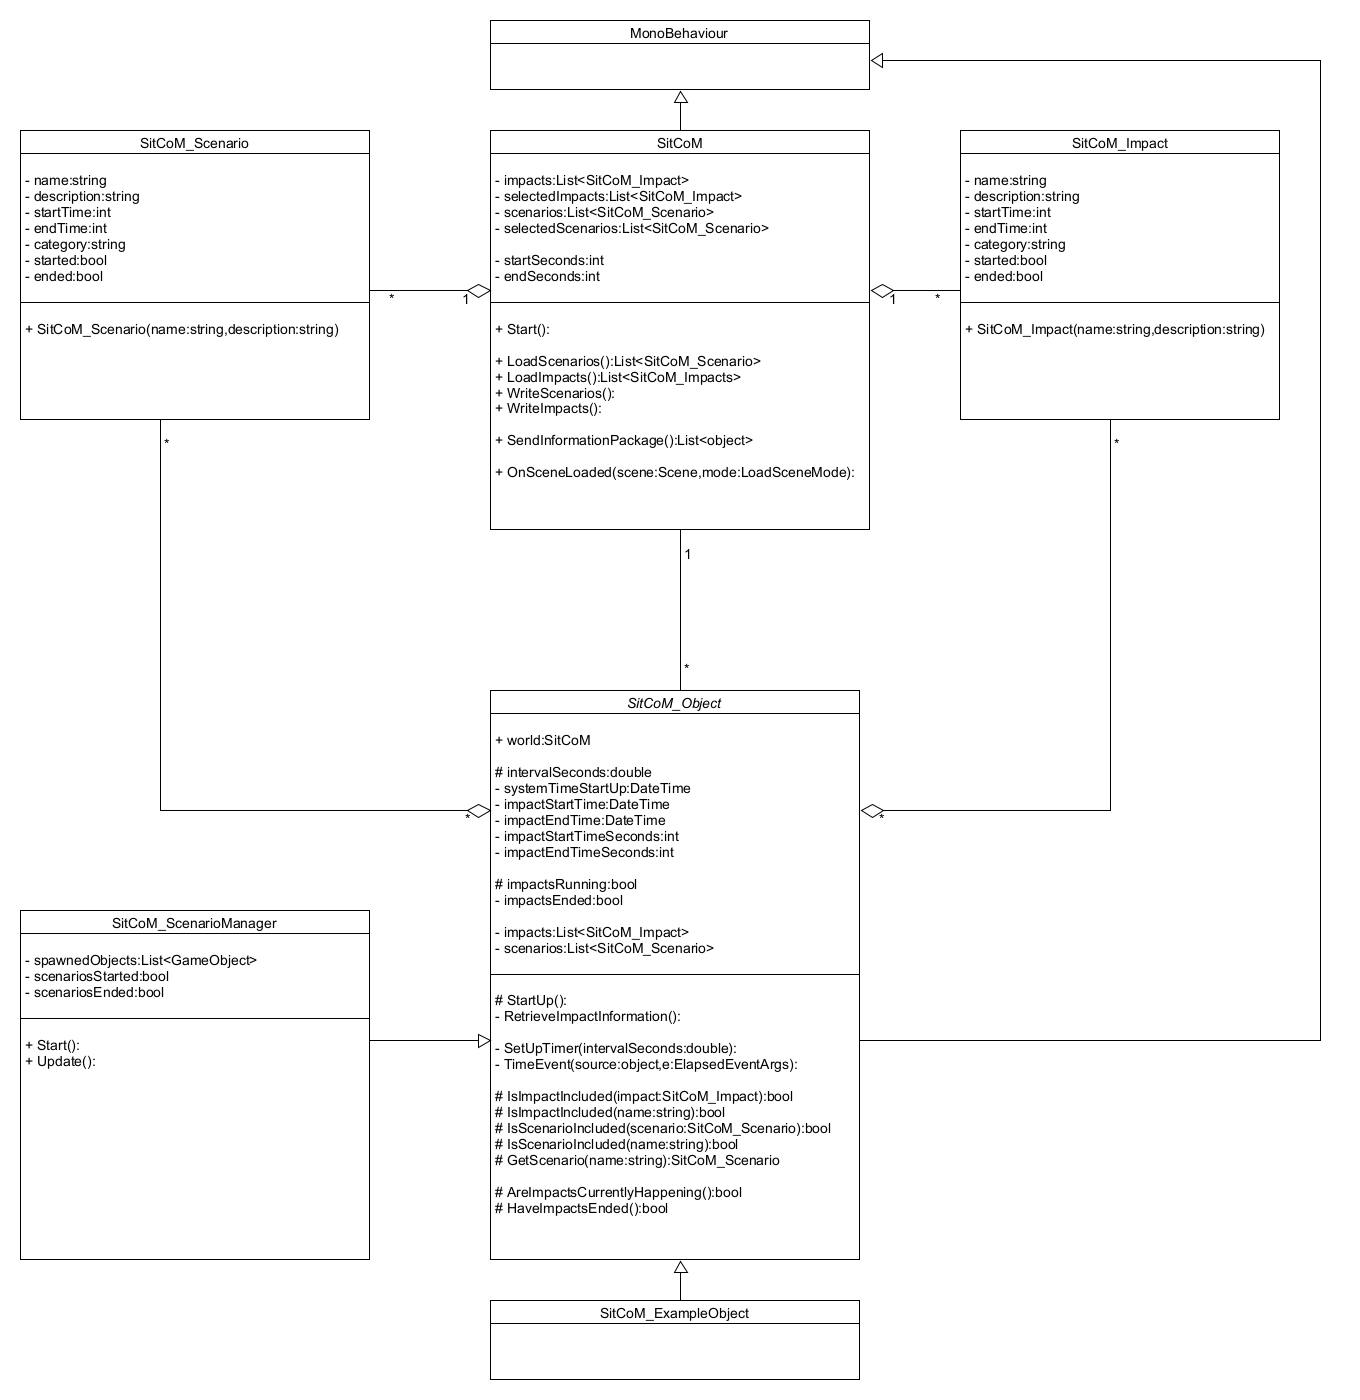 MonoBehaviour
SitCoM_Scenario
- name:string
- description:string
- startTime:int
- endTime:int
- category:string
- started:bool
- ended:bool
+ SitCoM_Scenario(name:string,description:string)
*
1
*
SitCoM
- impacts:List<SitCoM_Impact>
- selectedImpacts:List<SitCoM_Impact>
- scenarios:List<SitCoM_Scenario>
- selectedScenarios:List<SitCoM_Scenario>
- startSeconds:int
- endSeconds:int
+ Start():
+ LoadScenarios():List<SitCoM_Scenario>
+ LoadImpacts():List<SitCoM_Impacts>
+ WriteScenarios():
+ WriteImpacts():
+ SendInformationPackage():List<object>
+ OnSceneLoaded(scene:Scene,mode:LoadSceneMode):
1
*
SitCoM_Impact
- name:string
- description:string
- startTime:int
- endTime:int
- category:string
- started:bool
- ended:bool
+ SitCoM_Impact(name:string,description:string)
*
1
*
SitCoM_Object
+ world:SitCoM
# intervalSeconds:double
- systemTimeStartUp:DateTime
- impactStartTime:DateTime
- impactEndTime:DateTime
- impactStartTimeSeconds:int
- impactEndTimeSeconds:int
# impactsRunning:bool
- impactsEnded:bool
- impacts:List<SitCoM_Impact>
- scenarios:List<SitCoM_Scenario>
# StartUp():
- RetrieveImpactInformation():
- SetUpTimer(intervalSeconds:double):
- TimeEvent(source:object,e:ElapsedEventArgs):
# IsImpactIncluded(impact:SitCoM_Impact):bool
# IsImpactIncluded(name:string):bool
# IsScenarioIncluded(scenario:SitCoM_Scenario):bool
# IsScenarioIncluded(name:string):bool
# GetScenario(name:string):SitCoM_Scenario
# AreImpactsCurrentlyHappening():bool
# HaveImpactsEnded():bool
*
*
SitCoM_ScenarioManager
- spawnedObjects:List<GameObject>
- scenariosStarted:bool
- scenariosEnded:bool
+ Start():
+ Update():
SitCoM_ExampleObject